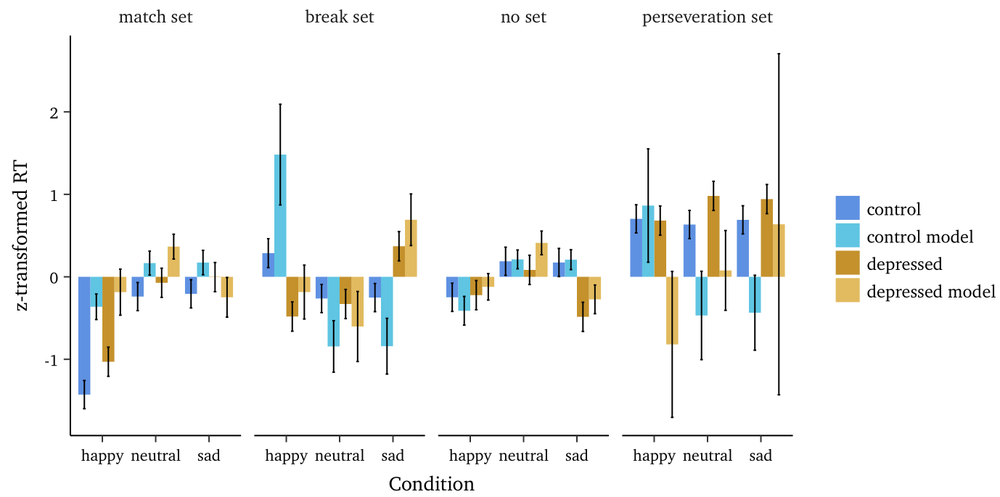 match set
break set
no set
perseveration set
z-transformed RT
2
1
0
-1
happy neutral sad
happy neutral sad
happy neutral sad
happy neutral sad
Condition
control
control model
depressed
depressed model